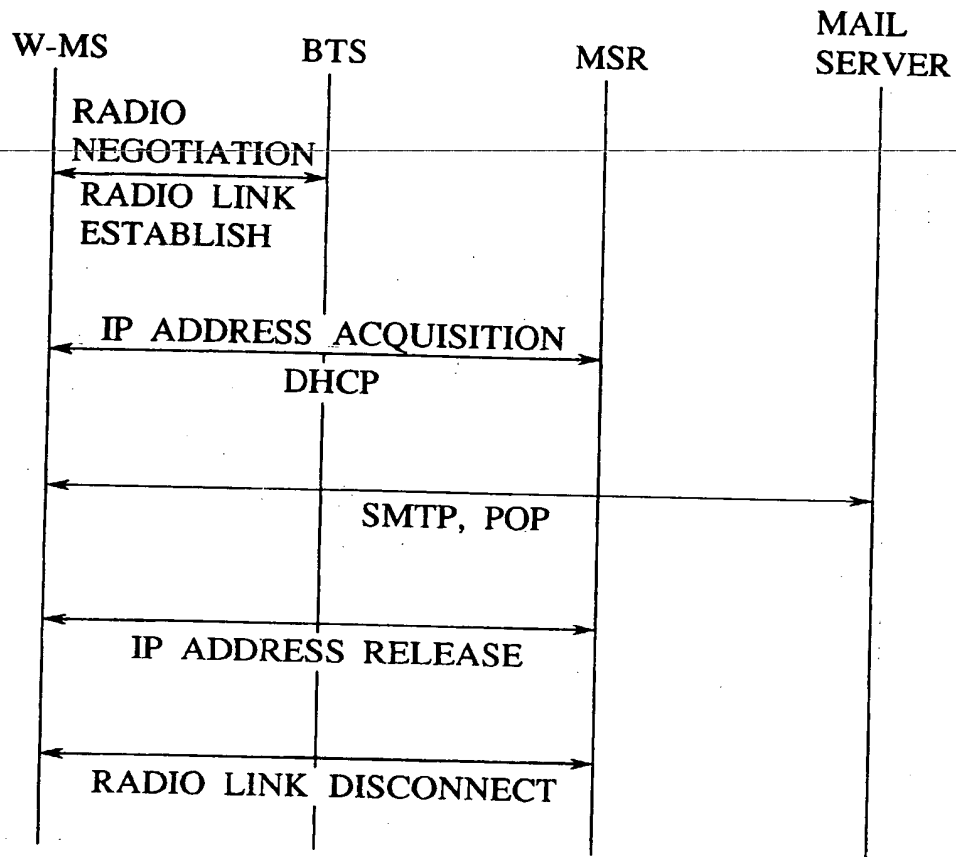 W-MS
BTS
MSR
MAIL
SERVER
RADIO
NEGOTIATION
RADIO LINK
ESTABLISH
IP ADDRESS ACQUISITION
DHCP
SMTP, POP
IP ADDRESS RELEASE
RADIO LINK DISCONNECT